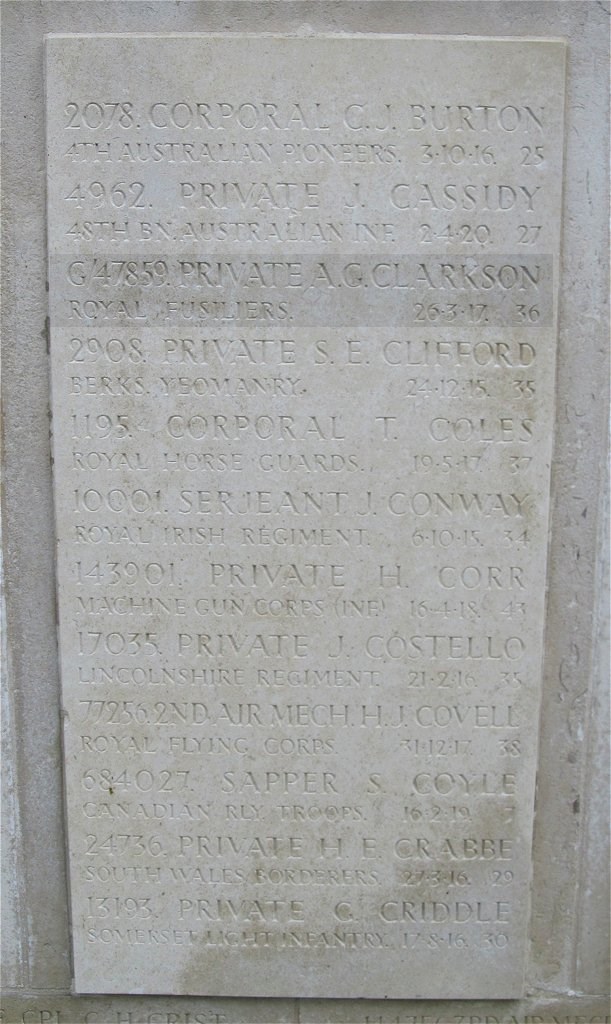 2078. CORPORAL C.J. BURTON
4TH AUSTRALIAN PIONEERS. 3·10·16. 25
4962. PRIVATE J. CASSIDY
48TH BN. AUSTRALIAN INF. 2·4·20. 27
G/47859. PRIVATE A.G. CLARKSON
ROYAL FUSILIERS. 26·3·17. 36
2908. PRIVATE S. E. CLIFFORD
BERKS. YEOMANRY. 24·12·15. 35
1195. CORPORAL T. COLES
ROYAL HORSE GUARDS. 19·5·17. 37
10001. SERJEANT J. CONWAY
ROYAL IRISH REGIMENT. 6·10·15. 34
143901. PRIVATE H. CORR
MACHINE GUN CORPS (INF.) 16·4·18. 43
17035. PRIVATE J. COSTELLO
LINCOLNSHIRE REGIMENT. 21·2·16. 35
77256. 2ND AIR MECH. H.J. COVELL
ROYAL FLYING CORPS. 31·12·17. 38
684027. SAPPER S. COYLE
CANADIAN RLY. TROOPS. 16·2·19. 7
24736. PRIVATE H. E. CRABBE
SOUTH WALES BORDERERS. 27·3·16. 29
13193. PRIVATE C. CRIDDLE
SOMERSET LIGHT INFANTRY. 17·8·16. 30
CPL. C. H. CRIST AIR MECH